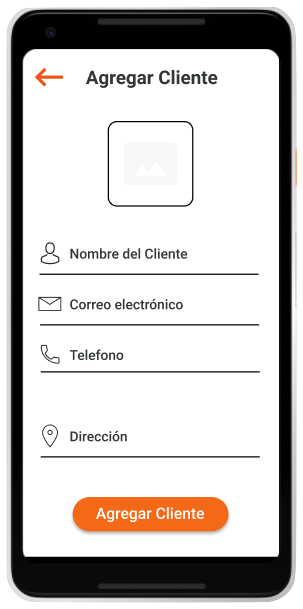 Agregar Cliente
Nombre del Cliente
Correo electrónico
Telefono
Dirección
Agregar Cliente